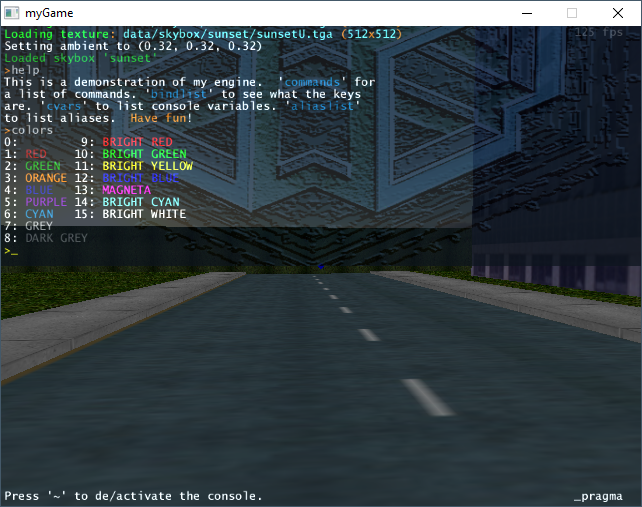 myGame
Loading texture: data/skybox/sunset/sunsetU.tga (512x512)
125 fps
Setting ambient to (0.32, 0.32, 0.32)
Loaded skybox 'sunset'
>help
This is a demonstration of my engine.  'commands' for
a list of commands. 'bindlist' to see what the keys
are. 'cvars' to list console variables. 'aliaslist'
to list aliases.  Have fun!
>colors
0:         9: BRIGHT RED
1: RED    10: BRIGHT GREEN
2: GREEN  11: BRIGHT YELLOW
3: ORANGE 12: BRIGHT BLUE
4: BLUE   13: MAGNETA
5: PURPLE 14: BRIGHT CYAN
6: CYAN   15: BRIGHT WHITE
7: GREY
8: DARK GREY
>_
Press '~' to de/activate the console.
_pragma